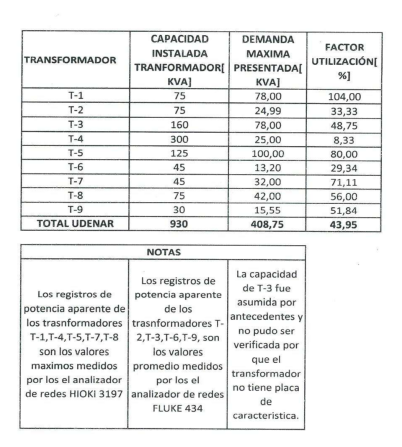 TRANSFORMADOR CAPACIDAD INSTALADA TRANFORMADOR[ KVA] DEMANDA MAXIMA PRESENTADA[ KVA] FACTOR UTILIZACIÓN[ %]
T-1 75 78,00 104,00
T-2 75 24,99 33,33
T-3 160 78,00 48,75
T-4 300 25,00 8,33
T-5 125 100,00 80,00
T-6 45 13,20 29,34
T-7 45 32,00 71,11
T-8 75 42,00 56,00
T-9 30 15,55 51,84
TOTAL UDENAR 930 408,75 43,95
NOTAS
Los registros de
potencia aparente de
los trasnformadores
T-1,T-4,T-5,T-7,T-8
son los valores
maximos medidos
por los el analizador
de redes HIOKI 3197
Los registros de
potencia aparente
de los
trasnformadores T-
2,T-3,T-6,T-9, son
los valores
promedio medidos
por los el
analizador de redes
FLUKE 434
La capacidad
de T-3 fue
asumida por
antecedentes y
no pudo ser
verificada por
que el
transformador
no tiene placa
de
caracteristica.